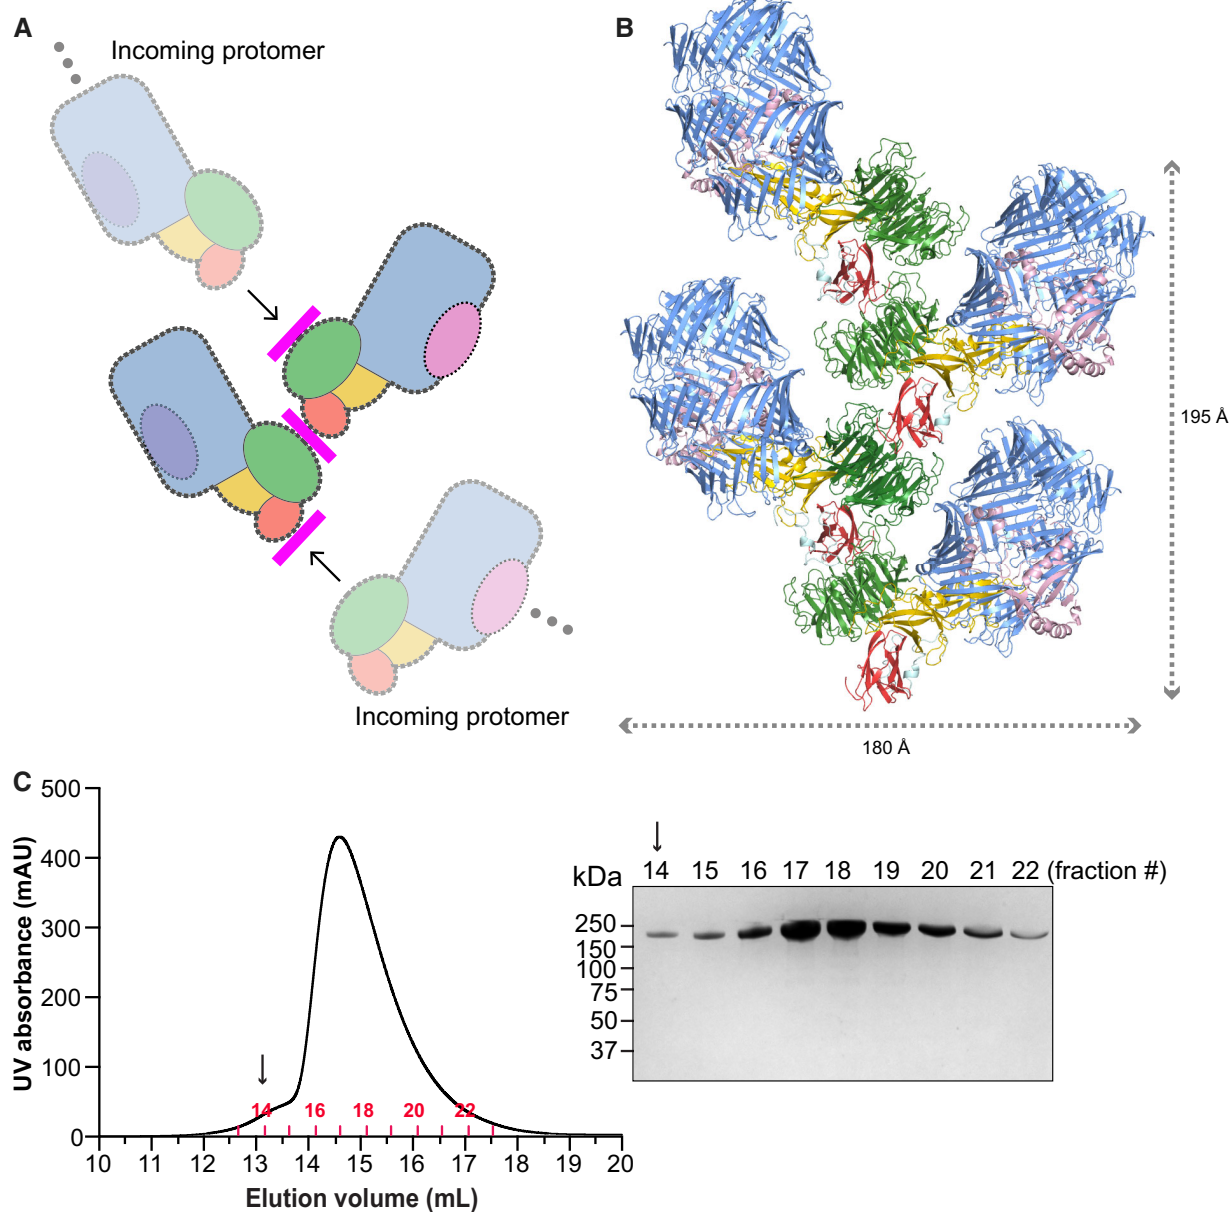 A
Incoming protomer
Incoming protomer
B
195 Å
180 Å
C
UV absorbance (mAU)
500
400
300
200
100
0
14 16 18 20 22
10 11 12 13 14 15 16 17 18 19 20
Elution volume (mL)
kDa
14 15 16 17 18 19 20 21 22 (fraction #)
250
150
100
75
50
37